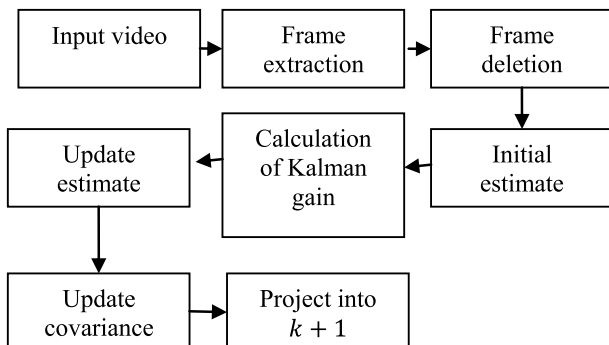 Input video
Frame
extraction
Frame
deletion
Initial
estimate
Calculation
of Kalman
gain
Update
estimate
Update
covariance
Project into
k + 1